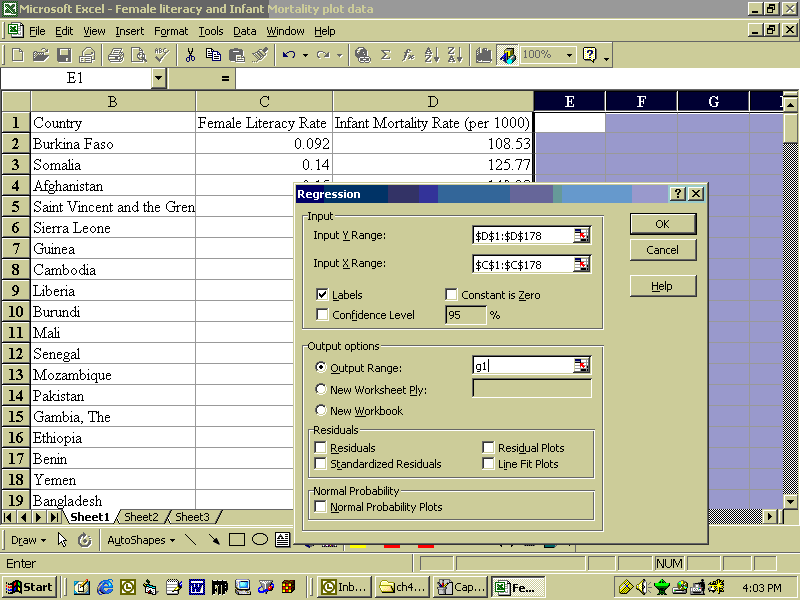 Microsoft Excel - Female literacy and Infant Mortality plot data
File Edit View Insert Format Tools Data Window Help
100%
E1 =
B C D E F G
1 Country Female Literacy Rate Infant Mortality Rate (per 1000)
2 Burkina Faso 0.092 108.53
3 Somalia 0.14 125.77
4 Afghanistan
5 Saint Vincent and the Gren
6 Sierra Leone
7 Guinea
8 Cambodia
9 Liberia
10 Burundi
11 Mali
12 Senegal
13 Mozambique
14 Pakistan
15 Gambia, The
16 Ethiopia
17 Benin
18 Yemen
19 Bangladesh
Regression
Input
Input Y Range: $D$1:$D$178
Input X Range: $C$1:$C$178
Labels
Constant is Zero
Confidence Level 95 %
OK
Cancel
Help
Output options
Output Range: g1
New Worksheet Ply:
New Workbook
Residuals
Residuals
Residual Plots
Standardized Residuals
Line Fit Plots
Normal Probability
Normal Probability Plots
Sheet1 Sheet2 Sheet3
Draw AutoShapes
Enter NUM
Start Inb... ch4... Cap... Fe... 4:03 PM